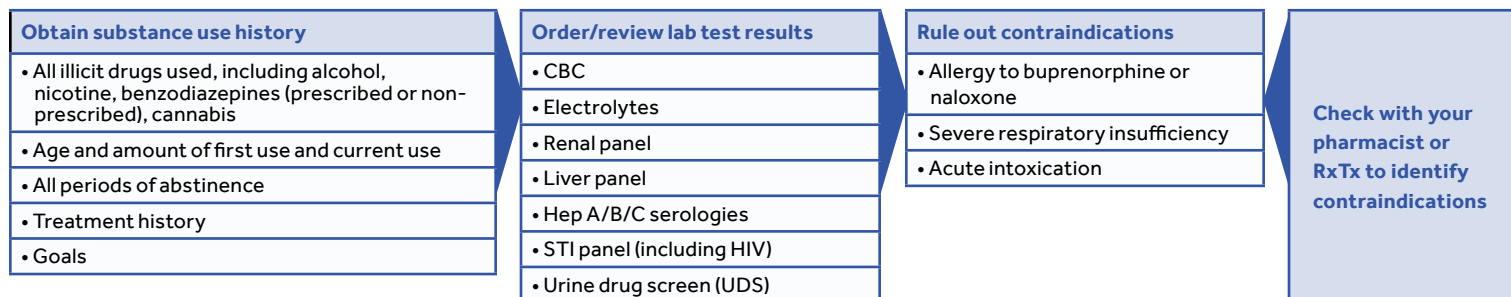 Obtain substance use history
• All illicit drugs used, including alcohol,
nicotine, benzodiazepines (prescribed or non-
prescribed), cannabis
• Age and amount of first use and current use
• All periods of abstinence
• Treatment history
• Goals
Order/review lab test results
• CBC
• Electrolytes
• Renal panel
• Liver panel
• Hep A/B/C serologies
• STI panel (including HIV)
• Urine drug screen (UDS)
Rule out contraindications
• Allergy to buprenorphine or
naloxone
• Severe respiratory insufficiency
• Acute intoxication
Check with your
pharmacist or
RxTx to identify
contraindications